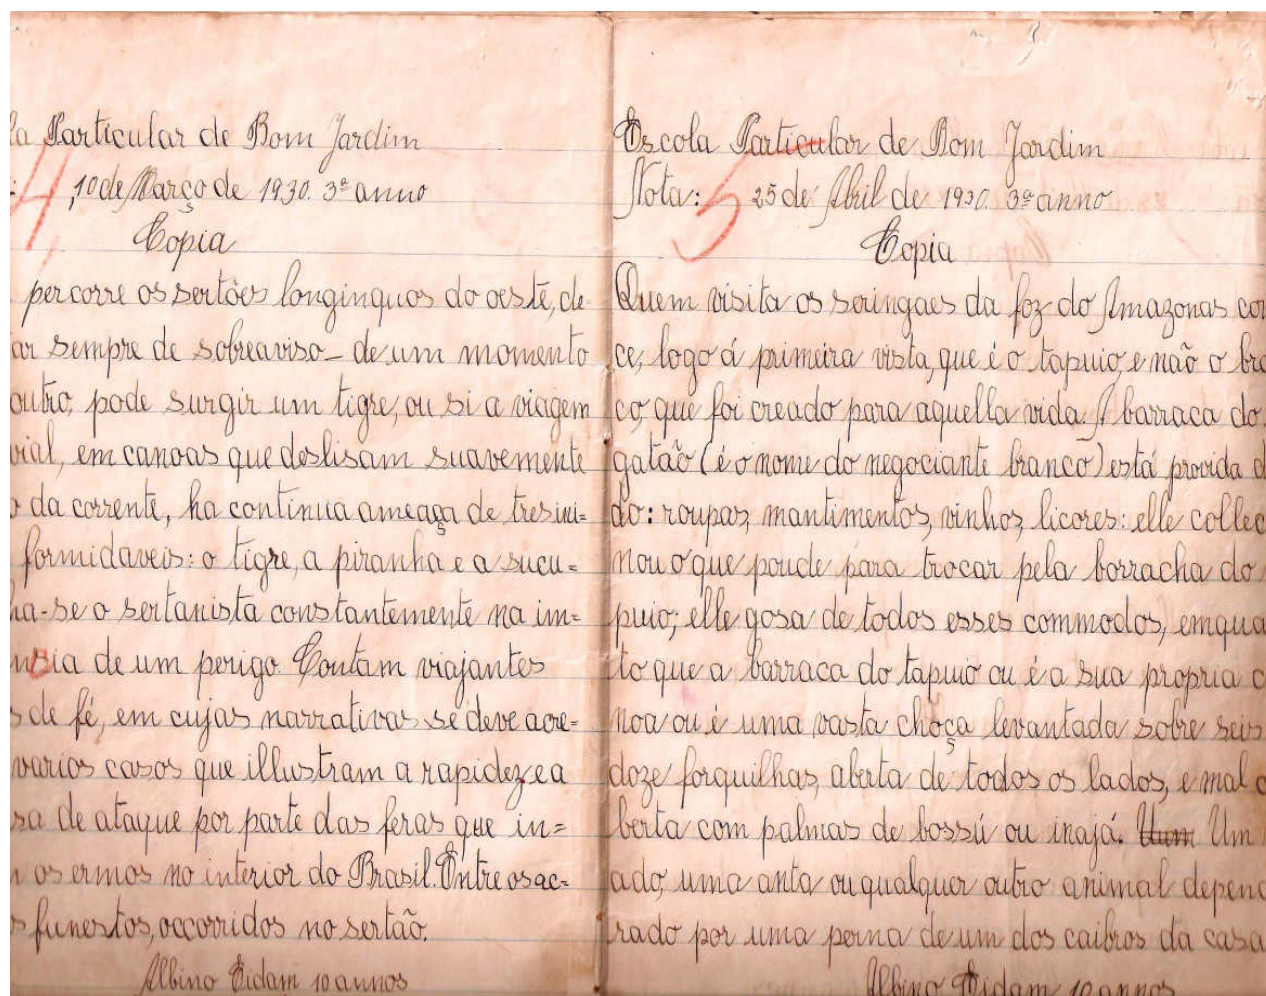 la Particular de Bom Jardim
: 4, 10 de Março de 1930. 3º anno
Copia
percorre os sertões longinquos do oeste, de-
ar sempre de sobreaviso - de um momento
outro, pode surgir um tigre, ou si a viagem
vial, em canoas que deslisam suavemente
o da corrente, ha continua ameaça de tres ini=
formidaveis: o tigre, a piranha e a sucu=
ha-se o sertanista constantemente na im=
ncia de um perigo. Contam viajantes
s de fé, em cujas narrativas se deve acre=
varios casos que illustram a rapidez e a
sa de ataque por parte das feras que in=
m os ermos no interior do Brasil. Entre os ac=
s funestos, occorridos no sertão.
Albino Eidam 10 annos
Escola Particular de Bom Jardim
Nota: 5 25 de Abril de 1930. 3º anno
Copia
Quem visita os seringaes da foz do Amazonas con
ce, logo á primeira vista, que é o tapuio, e não o bra
co, que foi creado para aquella vida. A barraca do
gatão (é o nome do negociante branco) está provida d
do: roupas, mantimentos, vinhos, licores: elle collec
nou o que poude para trocar pela borracha do
puio; elle gosa de todos esses commodos, emqua
to que a barraca do tapuio ou é a sua propria c
noa ou é uma vasta choça levantada sobre seis
doze forquilhas, aberta de todos os lados, e mal c
berta com palmas de bossú ou inajá. Uum Um
ado, uma anta ou qualquer outro animal depend
rado por uma perna de um dos caibros da casa
Albino Eidam 10 annos